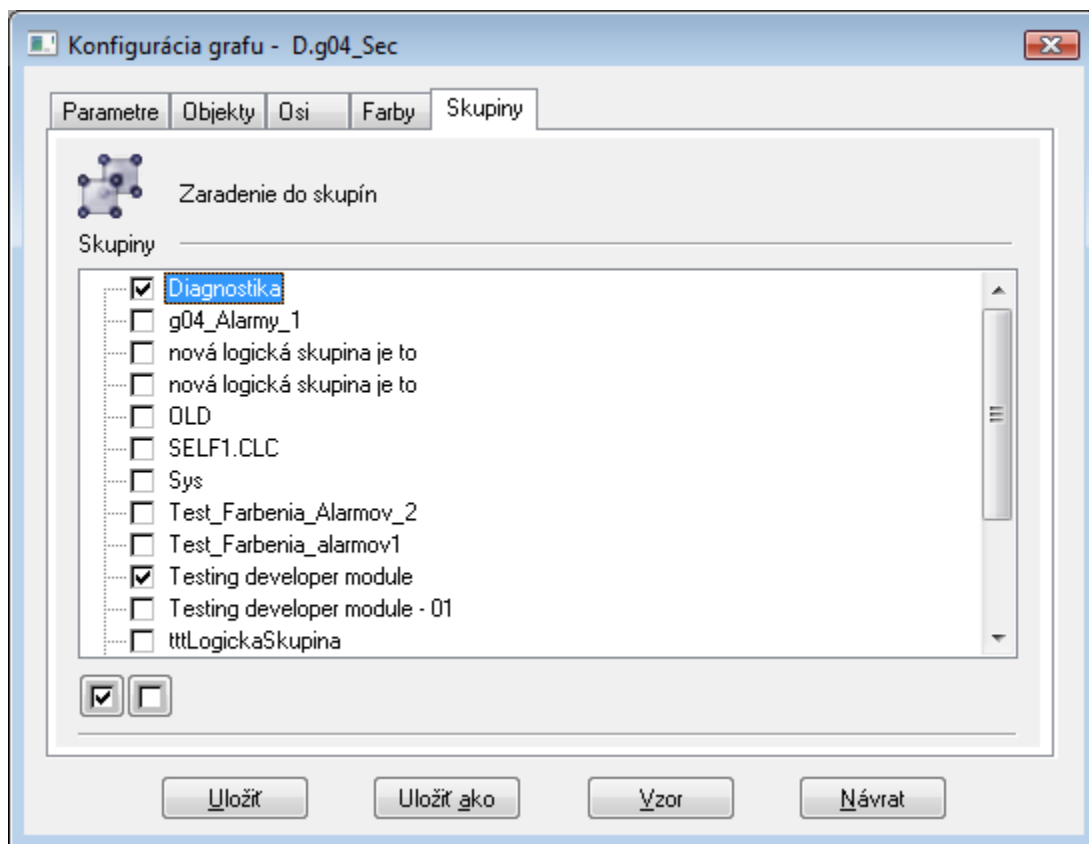 Konfigurácia grafu - D.g04_Sec
Parametre Objekty Osi Farby Skupiny
Zaradenie do skupín
Skupiny
Diagnostika
g04_Alarmy_1
nová logická skupina je to
nová logická skupina je to
OLD
SELF1.CLC
Sys
Test_Farbenia_Alarmov_2
Test_Farbenia_alarmov1
Testing developer module
Testing developer module - 01
tttLogickaSkupina
Uložiť Uložiť ako Vzor Návrat